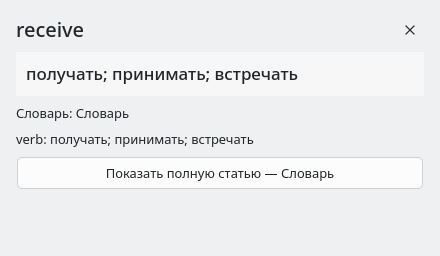 receive
получать; принимать; встречать
Словарь: Словарь
verb: получать; принимать; встречать
Показать полную статью — Словарь